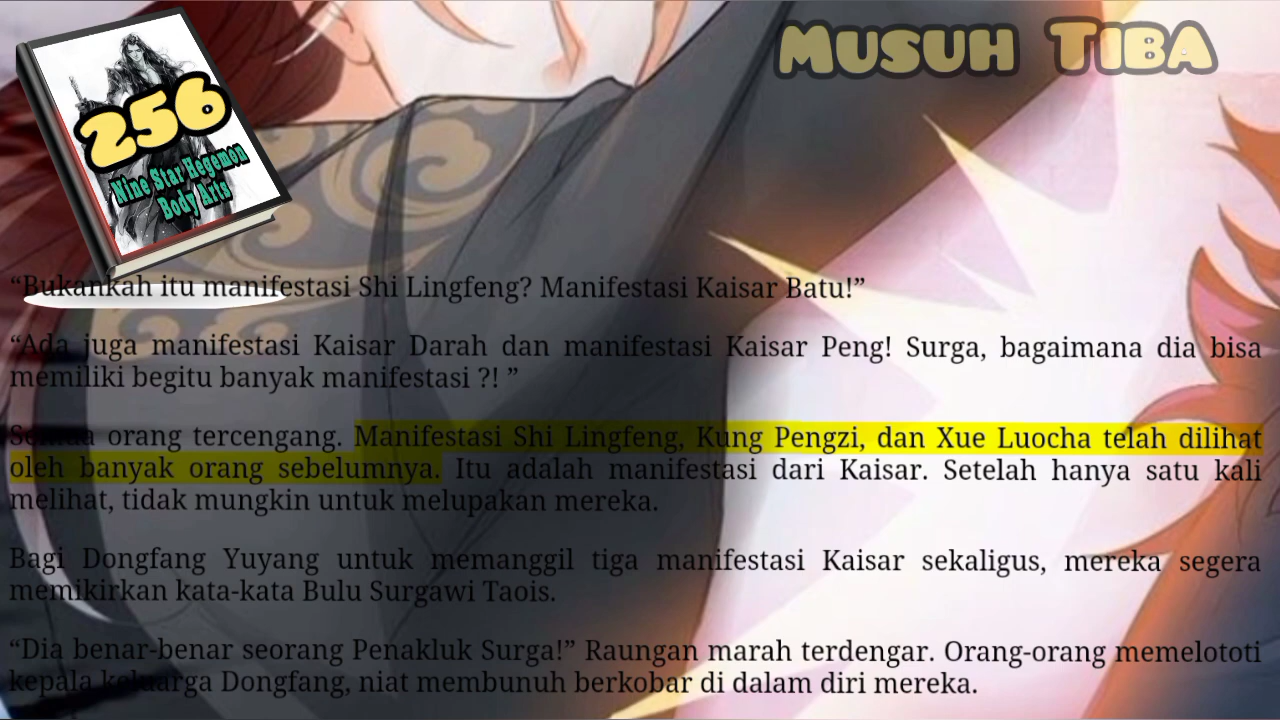 Musuh Tiba
256
Nine Star Hegemon
Body Arts
“Bukankah itu manifestasi Shi Lingfeng? Manifestasi Kaisar Batu!”
“Ada juga manifestasi Kaisar Darah dan manifestasi Kaisar Peng! Surga, bagaimana dia bisa
memiliki begitu banyak manifestasi ?! ”
Semua orang tercengang. Manifestasi Shi Lingfeng, Kung Pengzi, dan Xue Luocha telah dilihat
oleh banyak orang sebelumnya. Itu adalah manifestasi dari Kaisar. Setelah hanya satu kali
melihat, tidak mungkin untuk melupakan mereka.
Bagi Dongfang Yuyang untuk memanggil tiga manifestasi Kaisar sekaligus, mereka segera
memikirkan kata-kata Bulu Surgawi Taois.
“Dia benar-benar seorang Penakluk Surga!” Raungan marah terdengar. Orang-orang memelototi
kepala keluarga Dongfang, niat membunuh berkobar di dalam diri mereka.